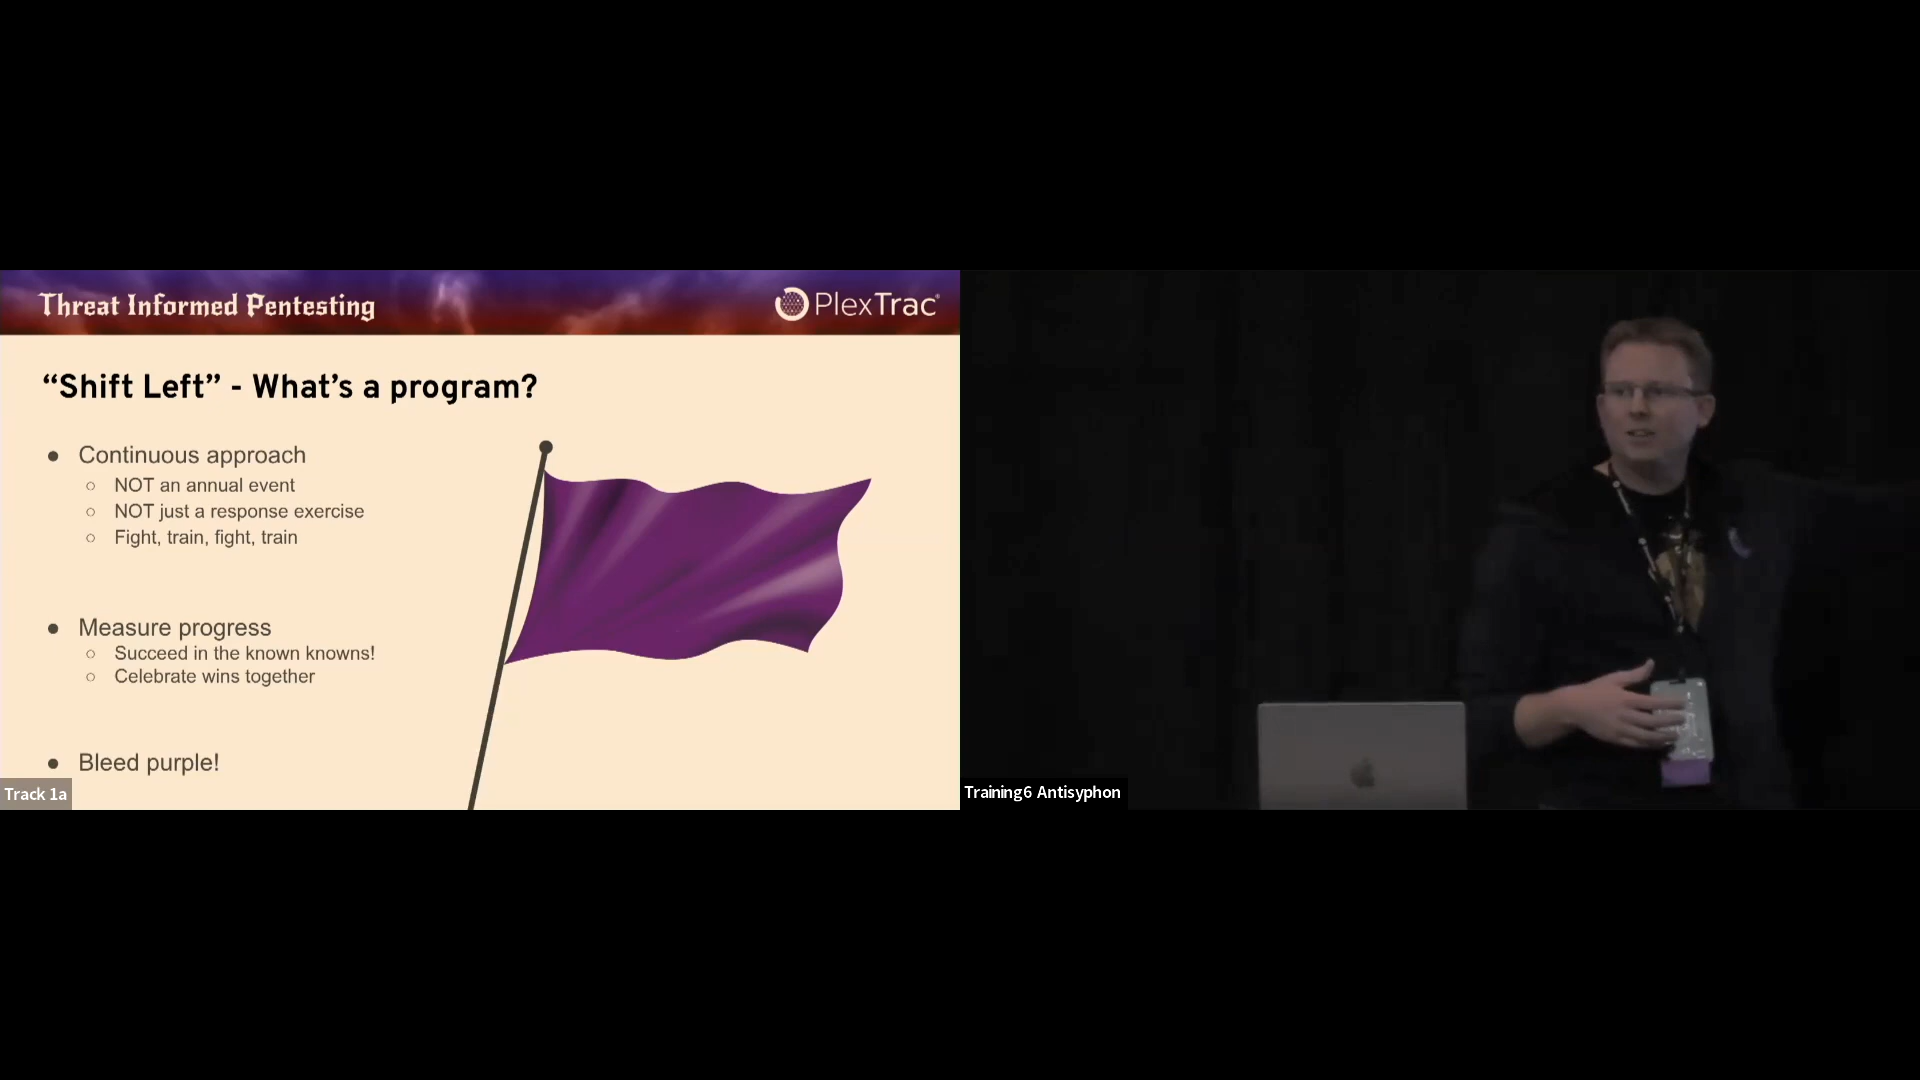 Threat Informed Pentesting
PlexTrac
“Shift Left” - What’s a program?
● Continuous approach
○ NOT an annual event
○ NOT just a response exercise
○ Fight, train, fight, train
● Measure progress
○ Succeed in the known knowns!
○ Celebrate wins together
● Bleed purple!
Track 1a
Training6 Antisyphon